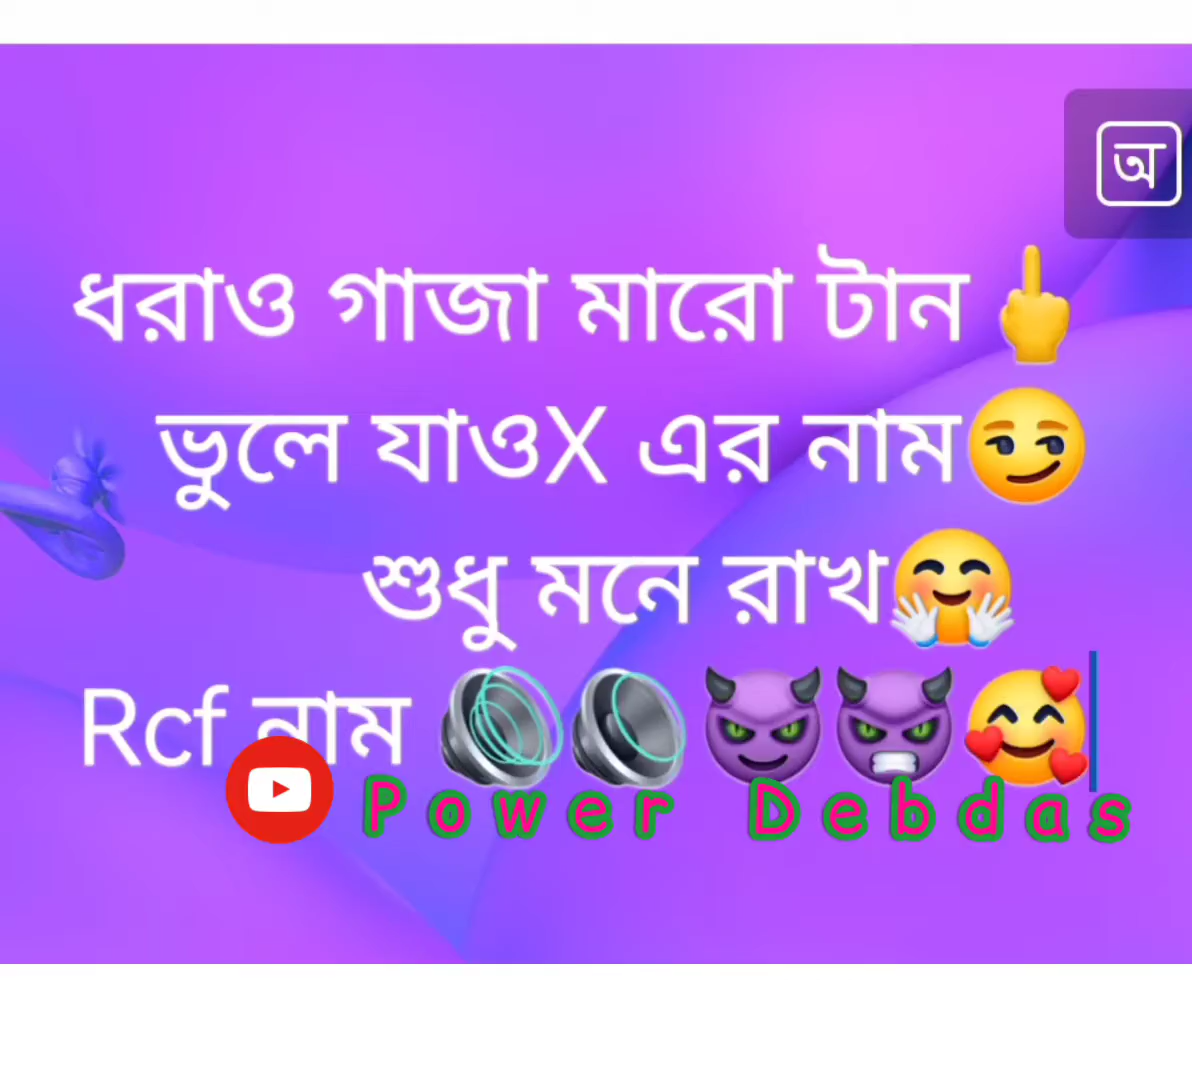 অ
ধরাও গাজা মারো টান🖕
ভুলে যাওX এর নাম😏
শুধু মনে রাখ🤗
Rcf নাম 🔊🔊😈👿🥰
Power Debdas